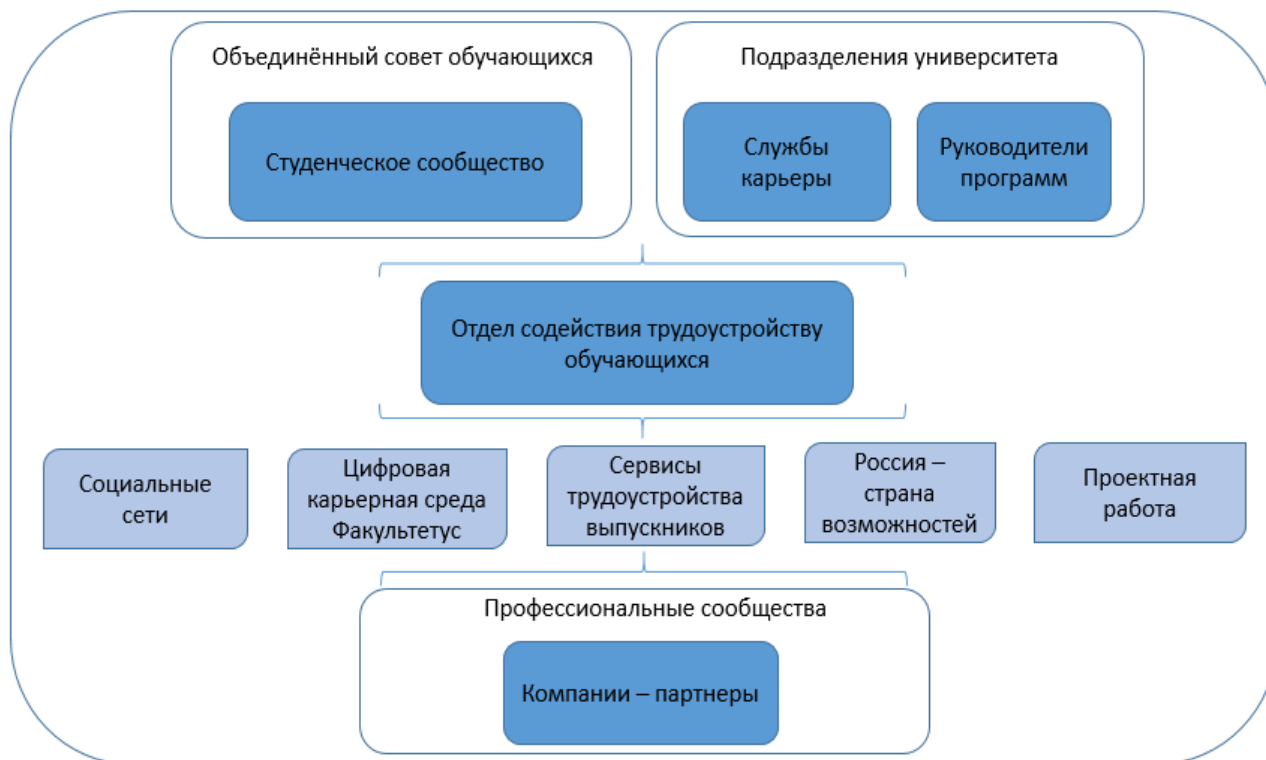 Объединённый совет обучающихся
Студенческое сообщество
Подразделения университета
Службы
карьеры
Руководители
программ
Отдел содействия трудоустройству
обучающихся
Социальные
сети
Цифровая
карьерная среда
Факультетус
Сервисы
трудоустройства
выпускников
Россия –
страна
возможностей
Проектная
работа
Профессиональные сообщества
Компании – партнеры